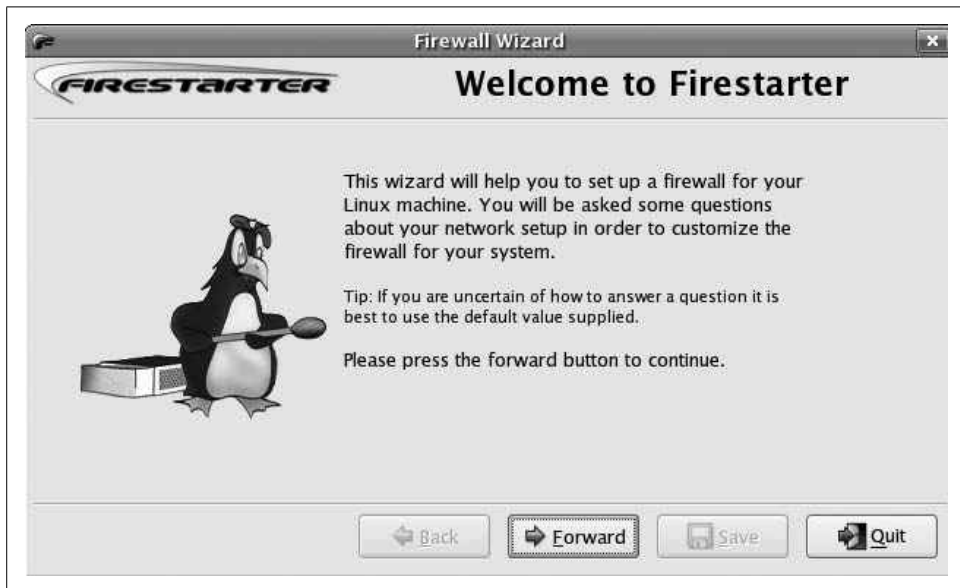 Firewall Wizard
FIRESTARTER
Welcome to Firestarter
This wizard will help you to set up a firewall for your
Linux machine. You will be asked some questions
about your network setup in order to customize the
firewall for your system.
Tip: If you are uncertain of how to answer a question it is
best to use the default value supplied.
Please press the forward button to continue.
Back
Forward
Save
Quit